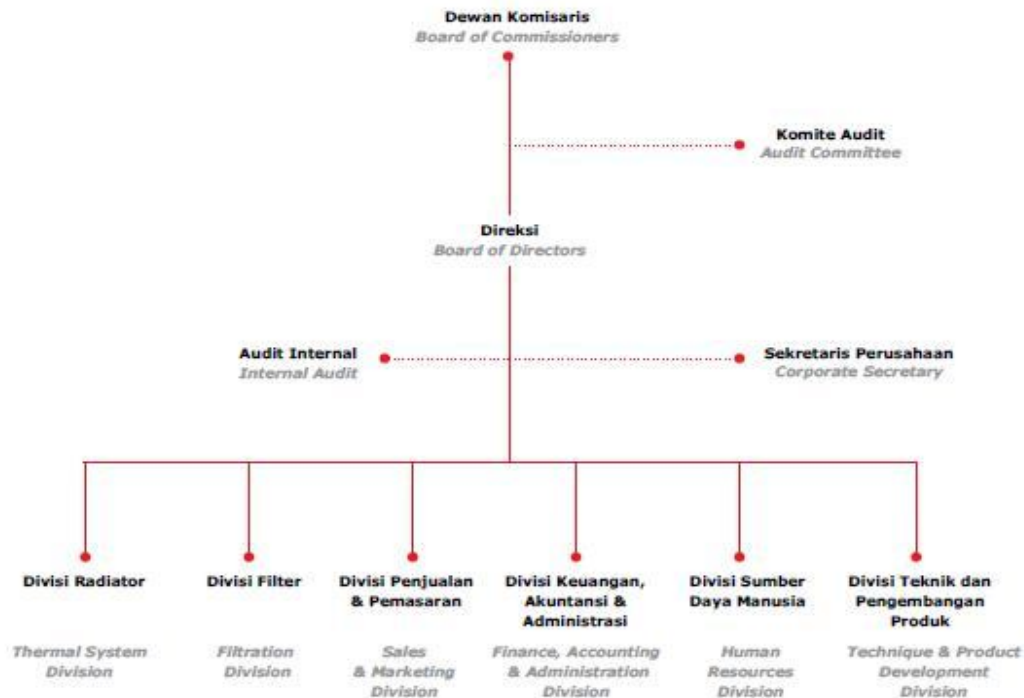 Dewan Komisaris
Board of Commissioners
Komite Audit
Audit Committee
Direksi
Board of Directors
Audit Internal
Internal Audit
Sekretaris Perusahaan
Corporate Secretary
Divisi Radiator
Thermal System
Division
Divisi Filter
Filtration
Division
Divisi Penjualan
& Pemasaran
Sales
& Marketing
Division
Divisi Keuangan,
Akuntansi &
Administrasi
Finance, Accounting
& Administration
Division
Divisi Sumber
Daya Manusia
Human
Resources
Division
Divisi Teknik dan
Pengembangan
Produk
Technique & Product
Development
Division